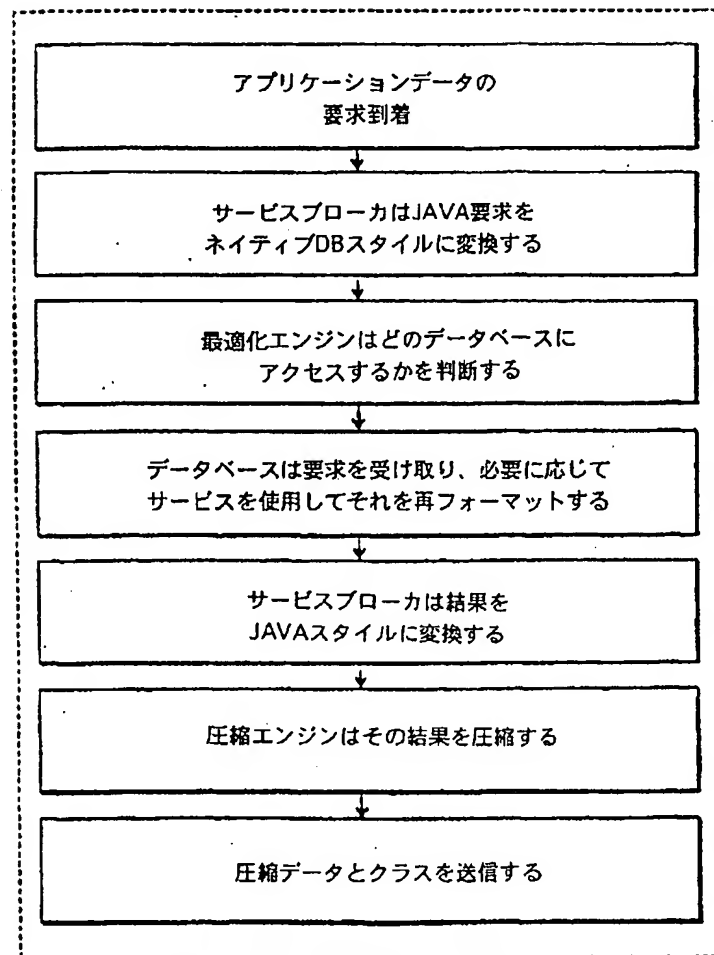 アプリケーションデータの
要求到着
サービスブローカはJAVA要求を
ネイティブDBスタイルに変換する
最適化エンジンはどのデータベースに
アクセスするかを判断する
データベースは要求を受け取り、必要に応じて
サービスを使用してそれを再フォーマットする
サービスブローカは結果を
JAVAスタイルに変換する
圧縮エンジンはその結果を圧縮する
圧縮データとクラスを送信する